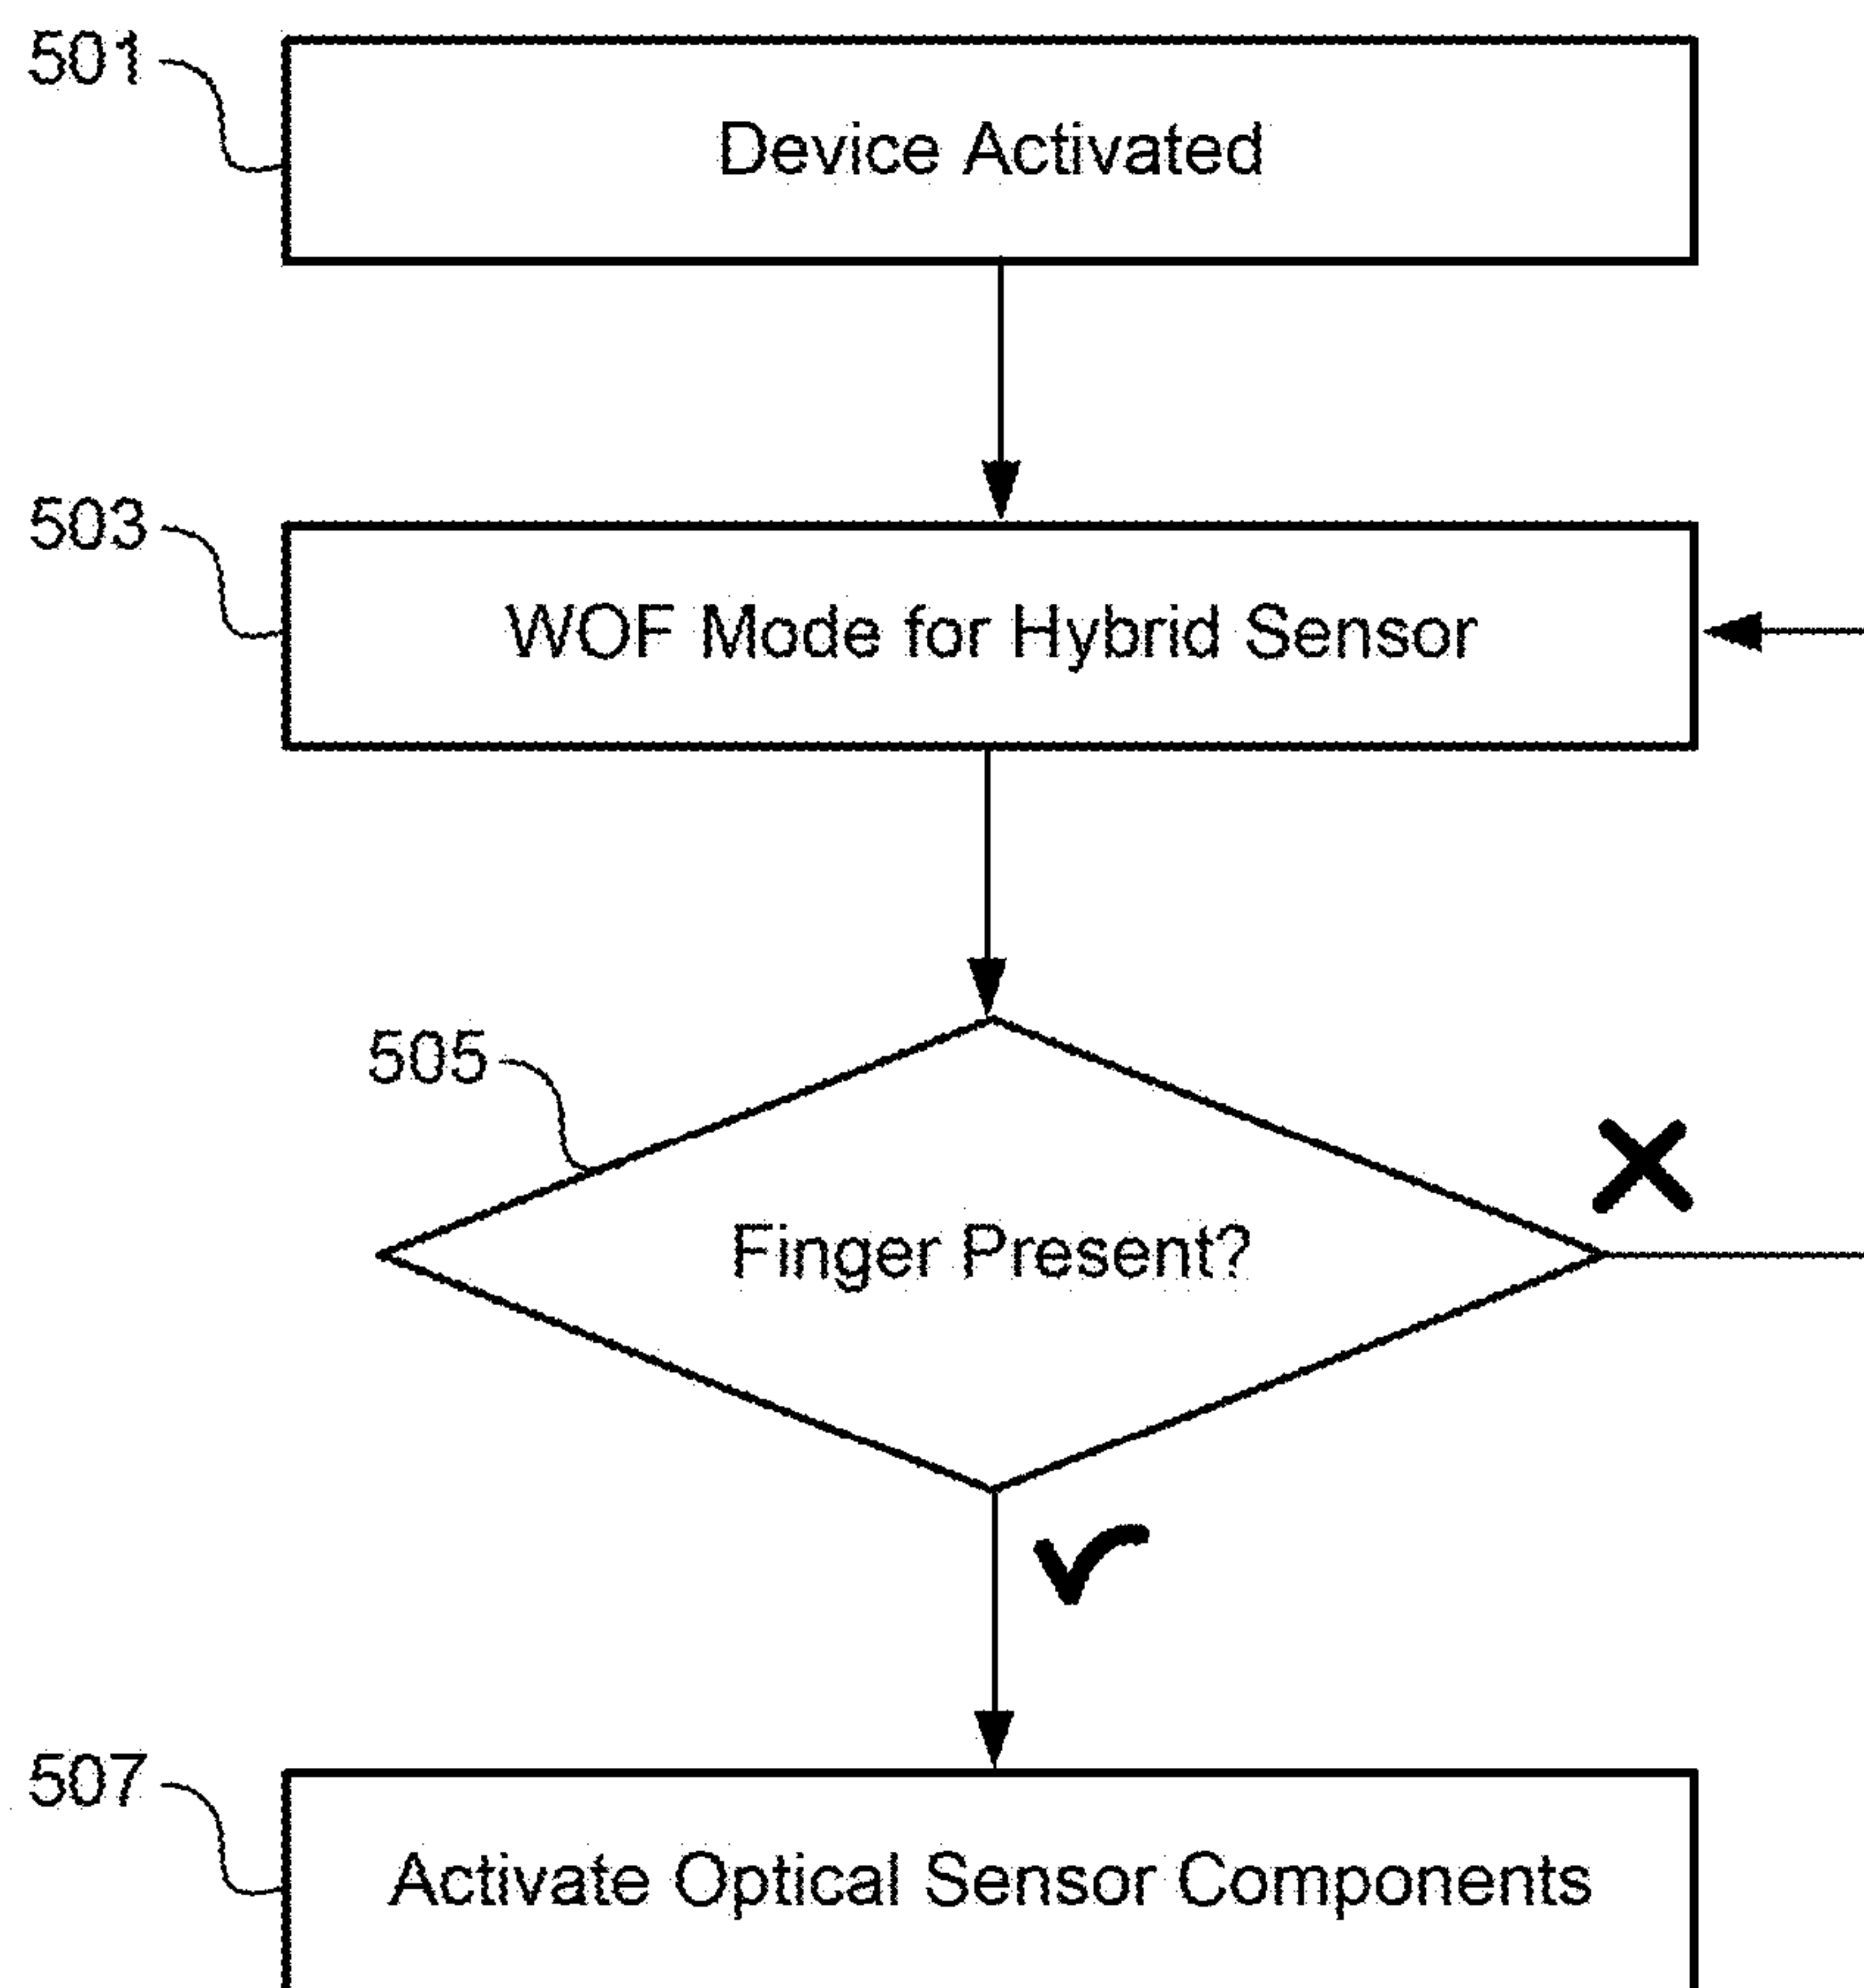 501
Device Activated
503
WOF Mode for Hybrid Sensor
505
Finger Present?
507
Activate Optical Sensor Components